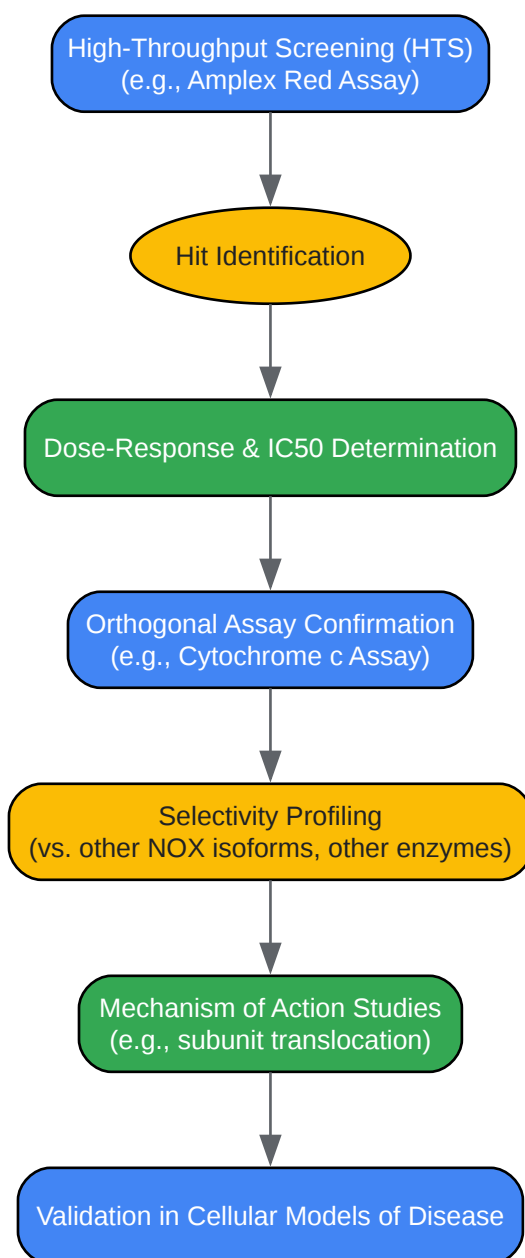 High-Throughput Screening (HTS)
(e.g., Amplex Red Assay)
Hit Identification
Dose-Response & IC50 Determination
Orthogonal Assay Confirmation
(e.g., Cytochrome c Assay)
Selectivity Profiling
(vs. other NOX isoforms, other enzymes)
Mechanism of Action Studies
(e.g., subunit translocation)
Validation in Cellular Models of Disease